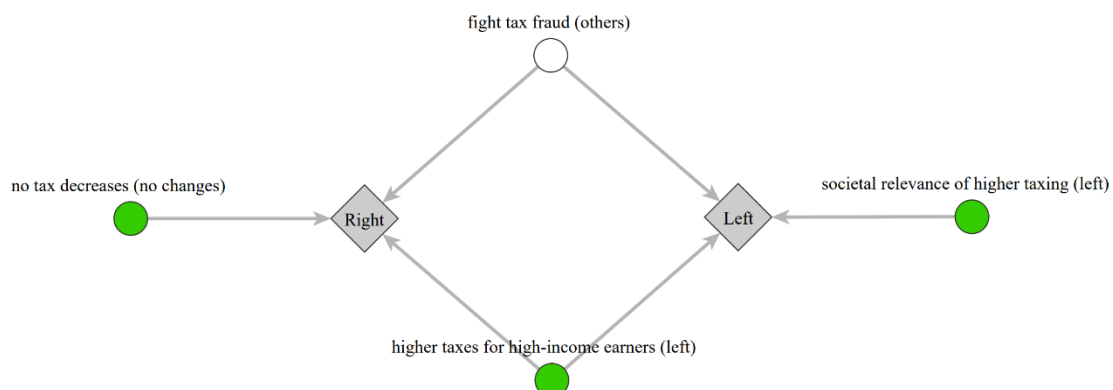 fight tax fraud (others)
no tax decreases (no changes)
societal relevance of higher taxing (left)
Right
Left
higher taxes for high-income earners (left)